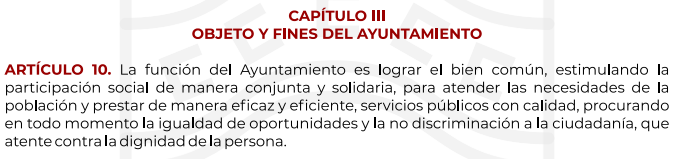 CAPÍTULO III
OBJETO Y FINES DEL AYUNTAMIENTO
ARTÍCULO 10. La función del Ayuntamiento es lograr el bien común, estimulando la
participación social de manera conjunta y solidaria, para atender las necesidades de la
población y prestar de manera eficaz y eficiente, servicios públicos con calidad, procurando
en todo momento la igualdad de oportunidades y la no discriminación a la ciudadanía, que
atente contra la dignidad de la persona.